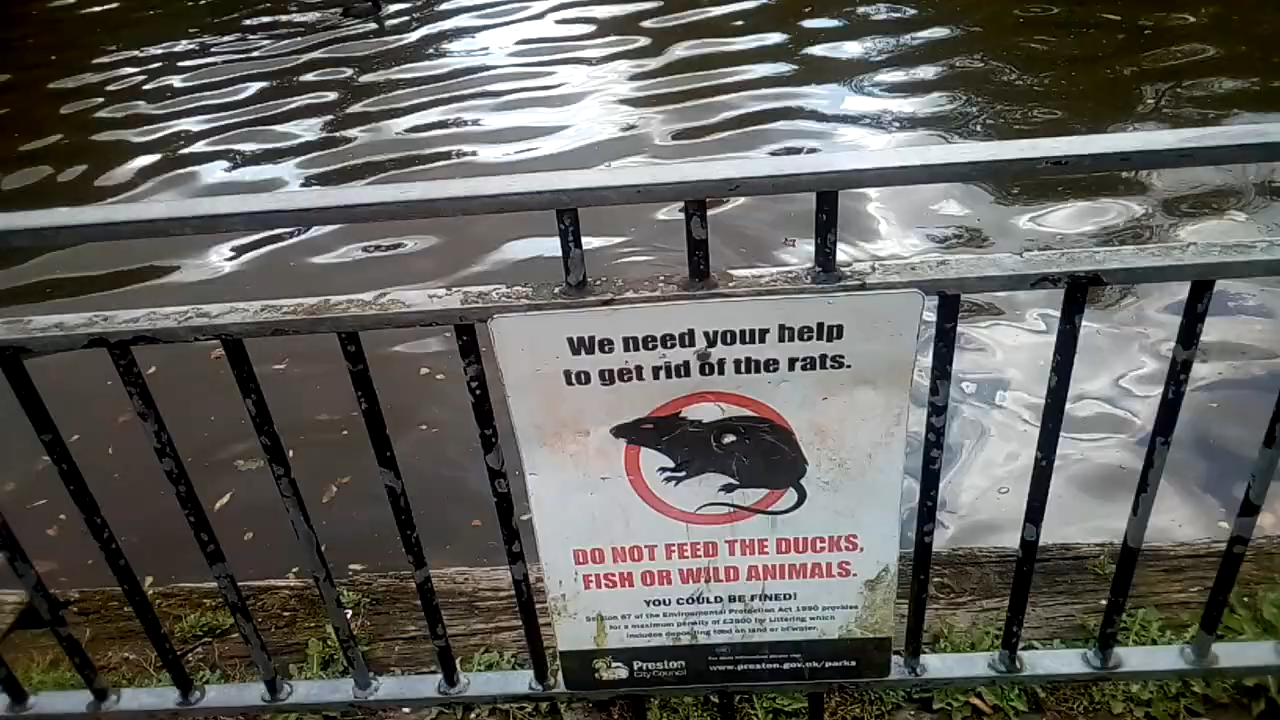 We need your help
to get rid of the rats.
DO NOT FEED THE DUCKS,
FISH OR WILD ANIMALS.
YOU COULD BE FINED!
Section 67 of the Environmental Protection Act 1990 provides
for a maximum penalty of £2500 for Littering which
includes depositing food on land or in water.
Preston
City Council
www.preston.gov.uk/parks